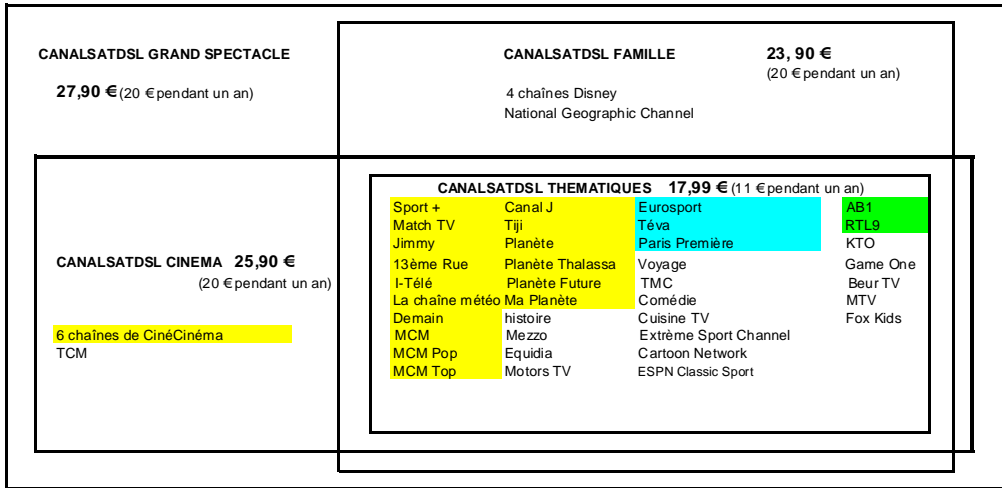 CANALSATDSL GRAND SPECTACLE
27,90 € (20 € pendant un an)
CANALSATDSL FAMILLE 23, 90 €
(20 € pendant un an)
4 chaînes Disney
National Geographic Channel
CANALSATDSL CINEMA 25,90 €
(20 € pendant un an)
6 chaînes de CinéCinéma
TCM
CANALSATDSL THEMATIQUES 17,99 € (11 € pendant un an)
Sport + Canal J Eurosport AB1
Match TV Tiji Téva RTL9
Jimmy Planète Paris Première KTO
13ème Rue Planète Thalassa Voyage Game One
I-Télé Planète Future TMC Beur TV
La chaîne météo Ma Planète Comédie MTV
Demain histoire Cuisine TV Fox Kids
MCM Mezzo Extrème Sport Channel
MCM Pop Equidia Cartoon Network
MCM Top Motors TV ESPN Classic Sport